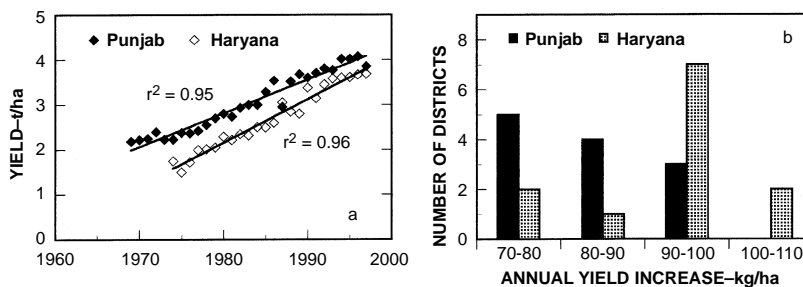 5
4
3
2
1
0
YIELD–t/ha
Punjab
Haryana
r² = 0.95
r² = 0.96
a
1960
1970
1980
1990
2000
8
6
4
2
0
NUMBER OF DISTRICTS
Punjab
Haryana
b
70-80
80-90
90-100
100-110
ANNUAL YIELD INCREASE–kg/ha